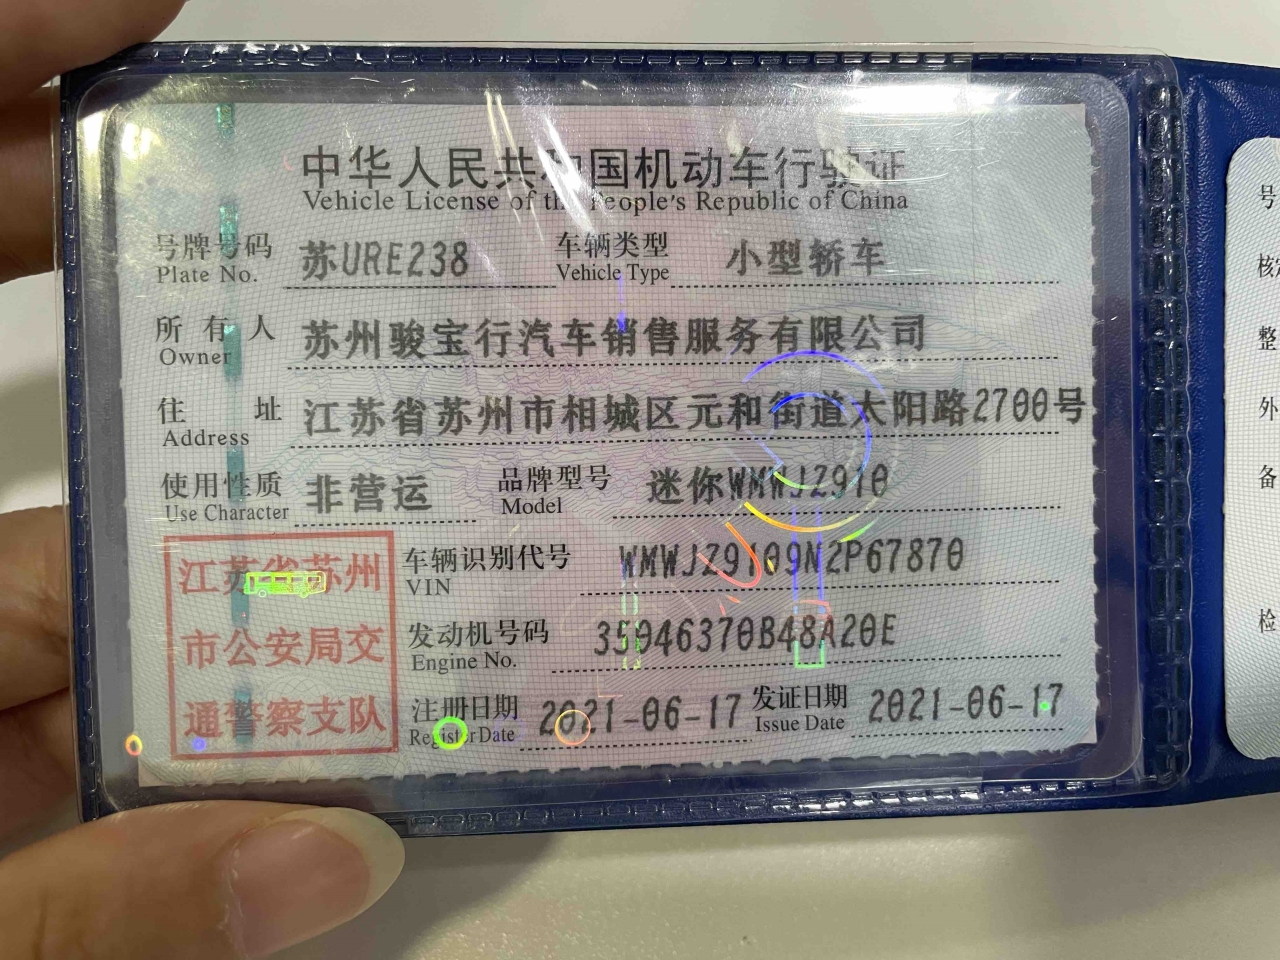 中华人民共和国机动车行驶证
Vehicle License of the People's Republic of China
号牌号码 苏URE238 车辆类型 小型轿车
Plate No. Vehicle Type
所有人 苏州骏宝行汽车销售服务有限公司
Owner
住址 江苏省苏州市相城区元和街道太阳路2700号
Address
使用性质 非营运 品牌型号 迷你WMWJZ910
Use Character Model
车辆识别代号 WMWJZ9109N2P67870
VIN
发动机号码 35046370B48A20E
Engine No.
注册日期 2021-06-17 发证日期 2021-06-17
Register Date Issue Date
江苏省苏州
市公安局交
通警察支队
号
核定
整
外
备
检